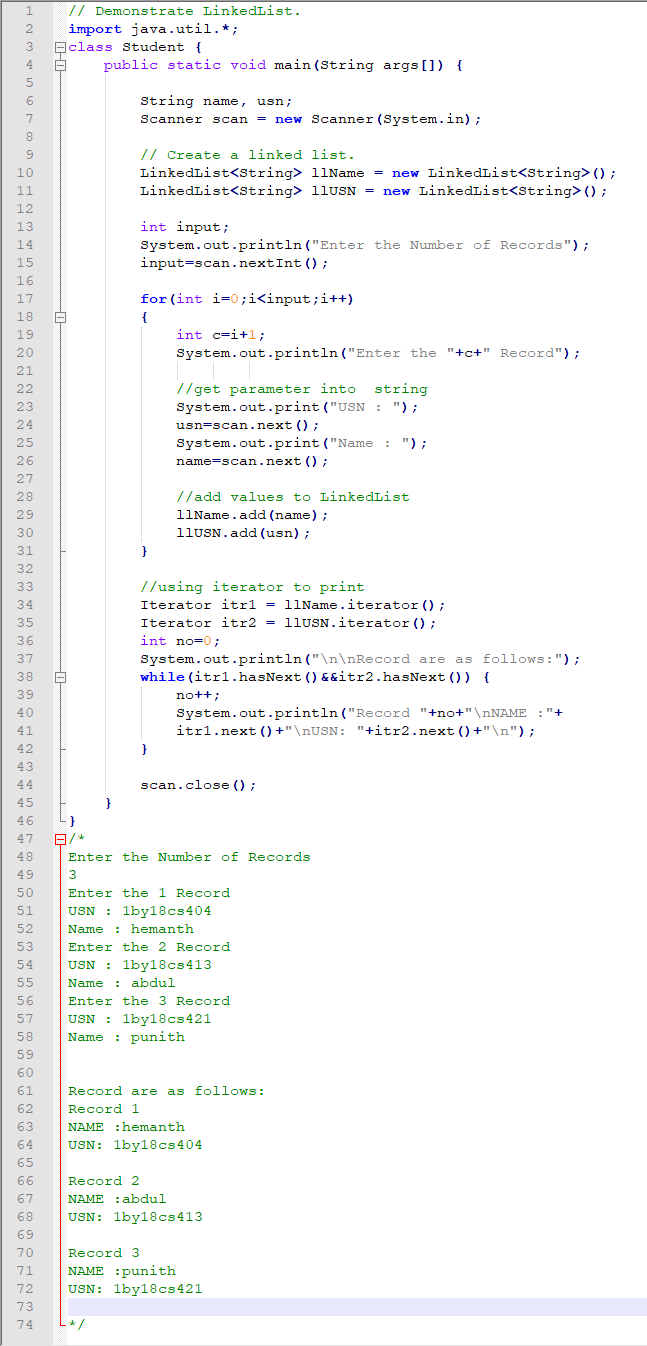 1 // Demonstrate LinkedList.
2 import java.util.*;
3 class Student {
4     public static void main(String args[]) {
5
6         String name, usn;
7         Scanner scan = new Scanner(System.in);
8
9         // Create a linked list.
10         LinkedList<String> llName = new LinkedList<String>();
11         LinkedList<String> llUSN = new LinkedList<String>();
12
13         int input;
14         System.out.println("Enter the Number of Records");
15         input=scan.nextInt();
16
17         for(int i=0;i<input;i++)
18         {
19             int c=i+1;
20             System.out.println("Enter the "+c+" Record");
21
22             //get parameter into  string
23             System.out.print("USN : ");
24             usn=scan.next();
25             System.out.print("Name : ");
26             name=scan.next();
27
28             //add values to LinkedList
29             llName.add(name);
30             llUSN.add(usn);
31         }
32
33         //using iterator to print
34         Iterator itr1 = llName.iterator();
35         Iterator itr2 = llUSN.iterator();
36         int no=0;
37         System.out.println("\n\nRecord are as follows:");
38         while(itr1.hasNext()&&itr2.hasNext()) {
39             no++;
40             System.out.println("Record "+no+"\nNAME :"+
41             itr1.next()+"\nUSN: "+itr2.next()+"\n");
42         }
43
44         scan.close();
45     }
46 }
47 /*
48 Enter the Number of Records
49 3
50 Enter the 1 Record
51 USN : 1by18cs404
52 Name : hemanth
53 Enter the 2 Record
54 USN : 1by18cs413
55 Name : abdul
56 Enter the 3 Record
57 USN : 1by18cs421
58 Name : punith
59
60
61 Record are as follows:
62 Record 1
63 NAME :hemanth
64 USN: 1by18cs404
65
66 Record 2
67 NAME :abdul
68 USN: 1by18cs413
69
70 Record 3
71 NAME :punith
72 USN: 1by18cs421
73
74 */